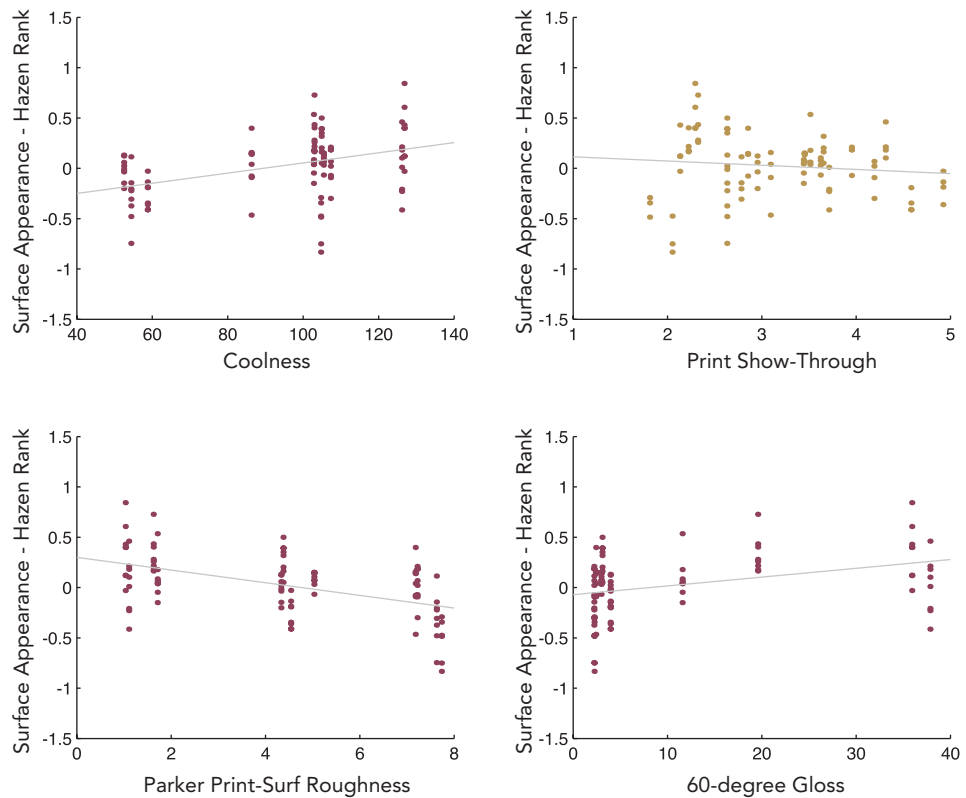 Surface Appearance - Hazen Rank
1.5
1
0.5
0
-0.5
-1
-1.5
40 60 80 100 120 140
Coolness
Surface Appearance - Hazen Rank
1.5
1
0.5
0
-0.5
-1
-1.5
1 2 3 4 5
Print Show-Through
Surface Appearance - Hazen Rank
1.5
1
0.5
0
-0.5
-1
-1.5
0 2 4 6 8
Parker Print-Surf Roughness
Surface Appearance - Hazen Rank
1.5
1
0.5
0
-0.5
-1
-1.5
0 10 20 30 40
60-degree Gloss